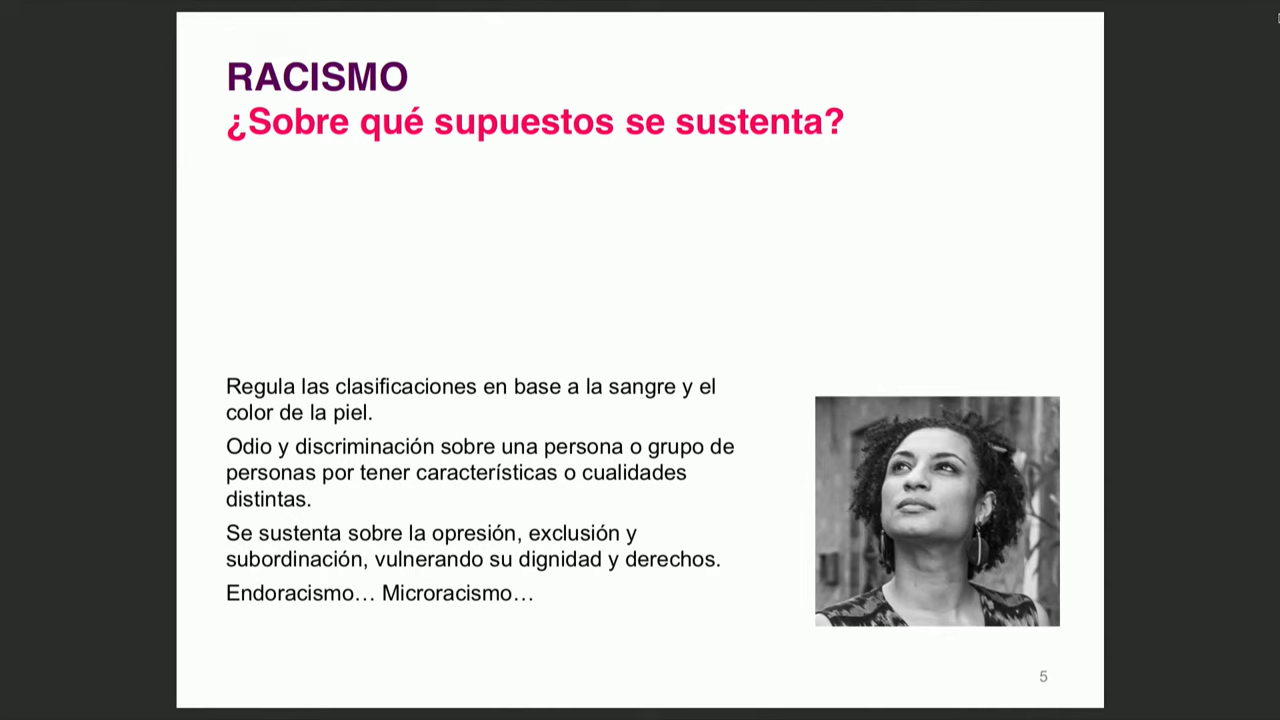 RACISMO
¿Sobre qué supuestos se sustenta?
Regula las clasificaciones en base a la sangre y el
color de la piel.
Odio y discriminación sobre una persona o grupo de
personas por tener características o cualidades
distintas.
Se sustenta sobre la opresión, exclusión y
subordinación, vulnerando su dignidad y derechos.
Endoracismo… Microracismo…
5